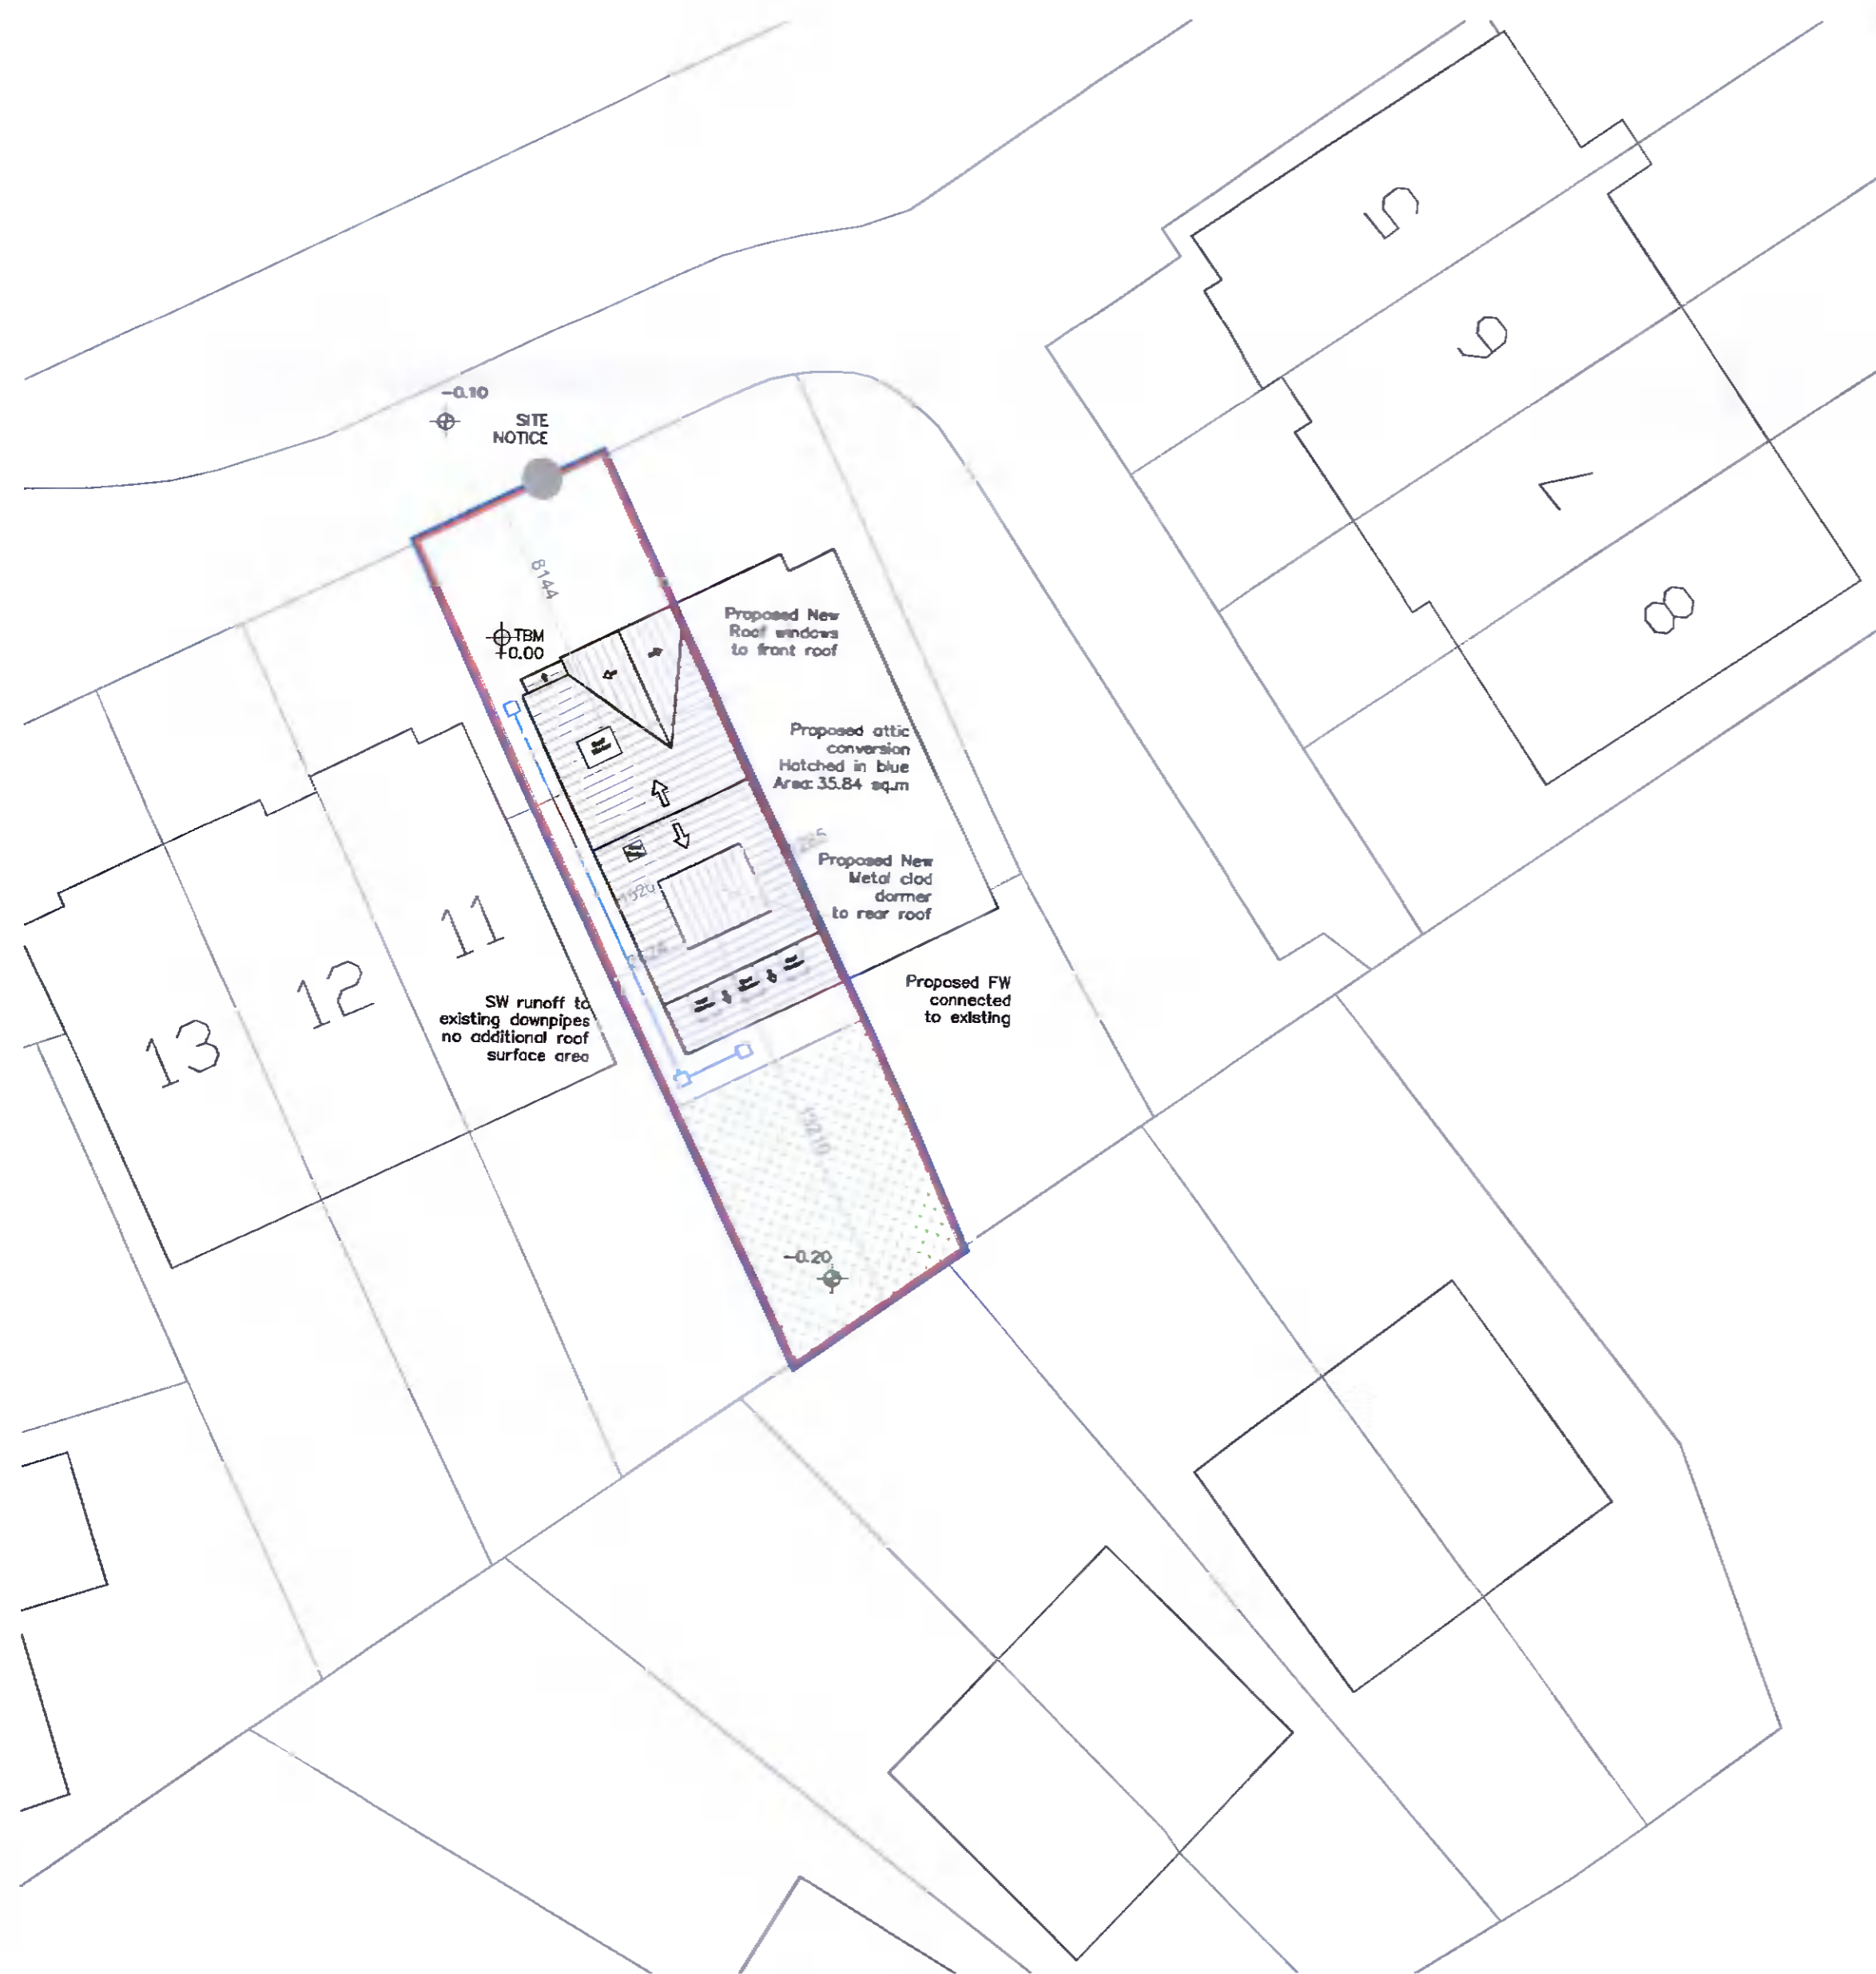 5
6
7
8
-0.10
SITE
NOTICE
8144
TBM
+0.00
Proposed New
Roof windows
to front roof
Proposed attic
conversion
Hatched in blue
Area: 35.84 sq.m
Proposed New
Metal clad
dormer
to rear roof
11
12
13
SW runoff to
existing downpipes
no additional roof
surface area
Proposed FW
connected
to existing
-0.20